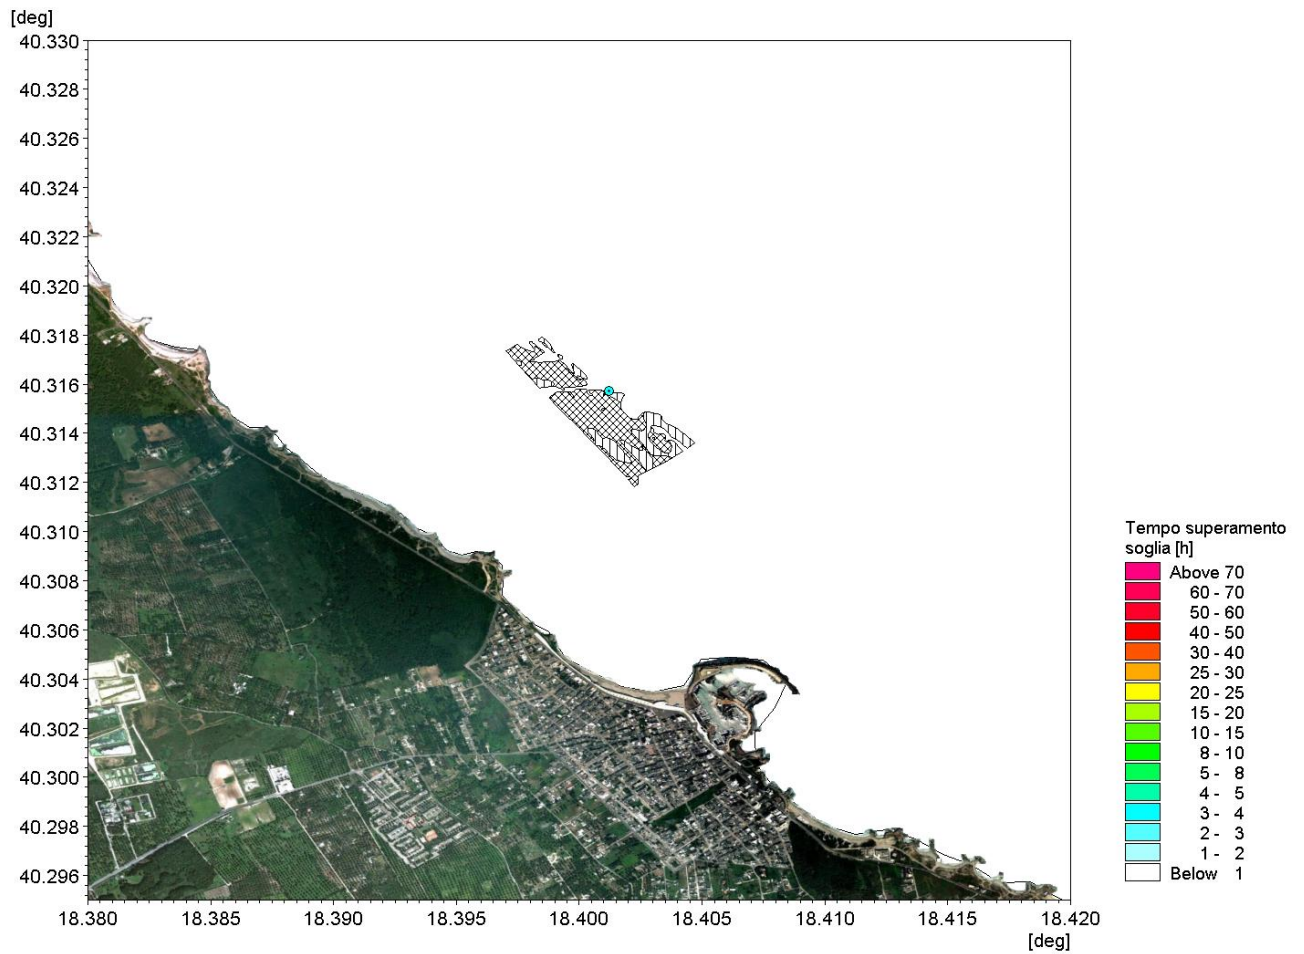 [deg]
40.330
40.328
40.326
40.324
40.322
40.320
40.318
40.316
40.314
40.312
40.310
40.308
40.306
40.304
40.302
40.300
40.298
40.296
18.380 18.385 18.390 18.395 18.400 18.405 18.410 18.415 18.420
[deg]
Tempo superamento
soglia [h]
Above 70
60 - 70
50 - 60
40 - 50
30 - 40
25 - 30
20 - 25
15 - 20
10 - 15
8 - 10
5 - 8
4 - 5
3 - 4
2 - 3
1 - 2
Below 1